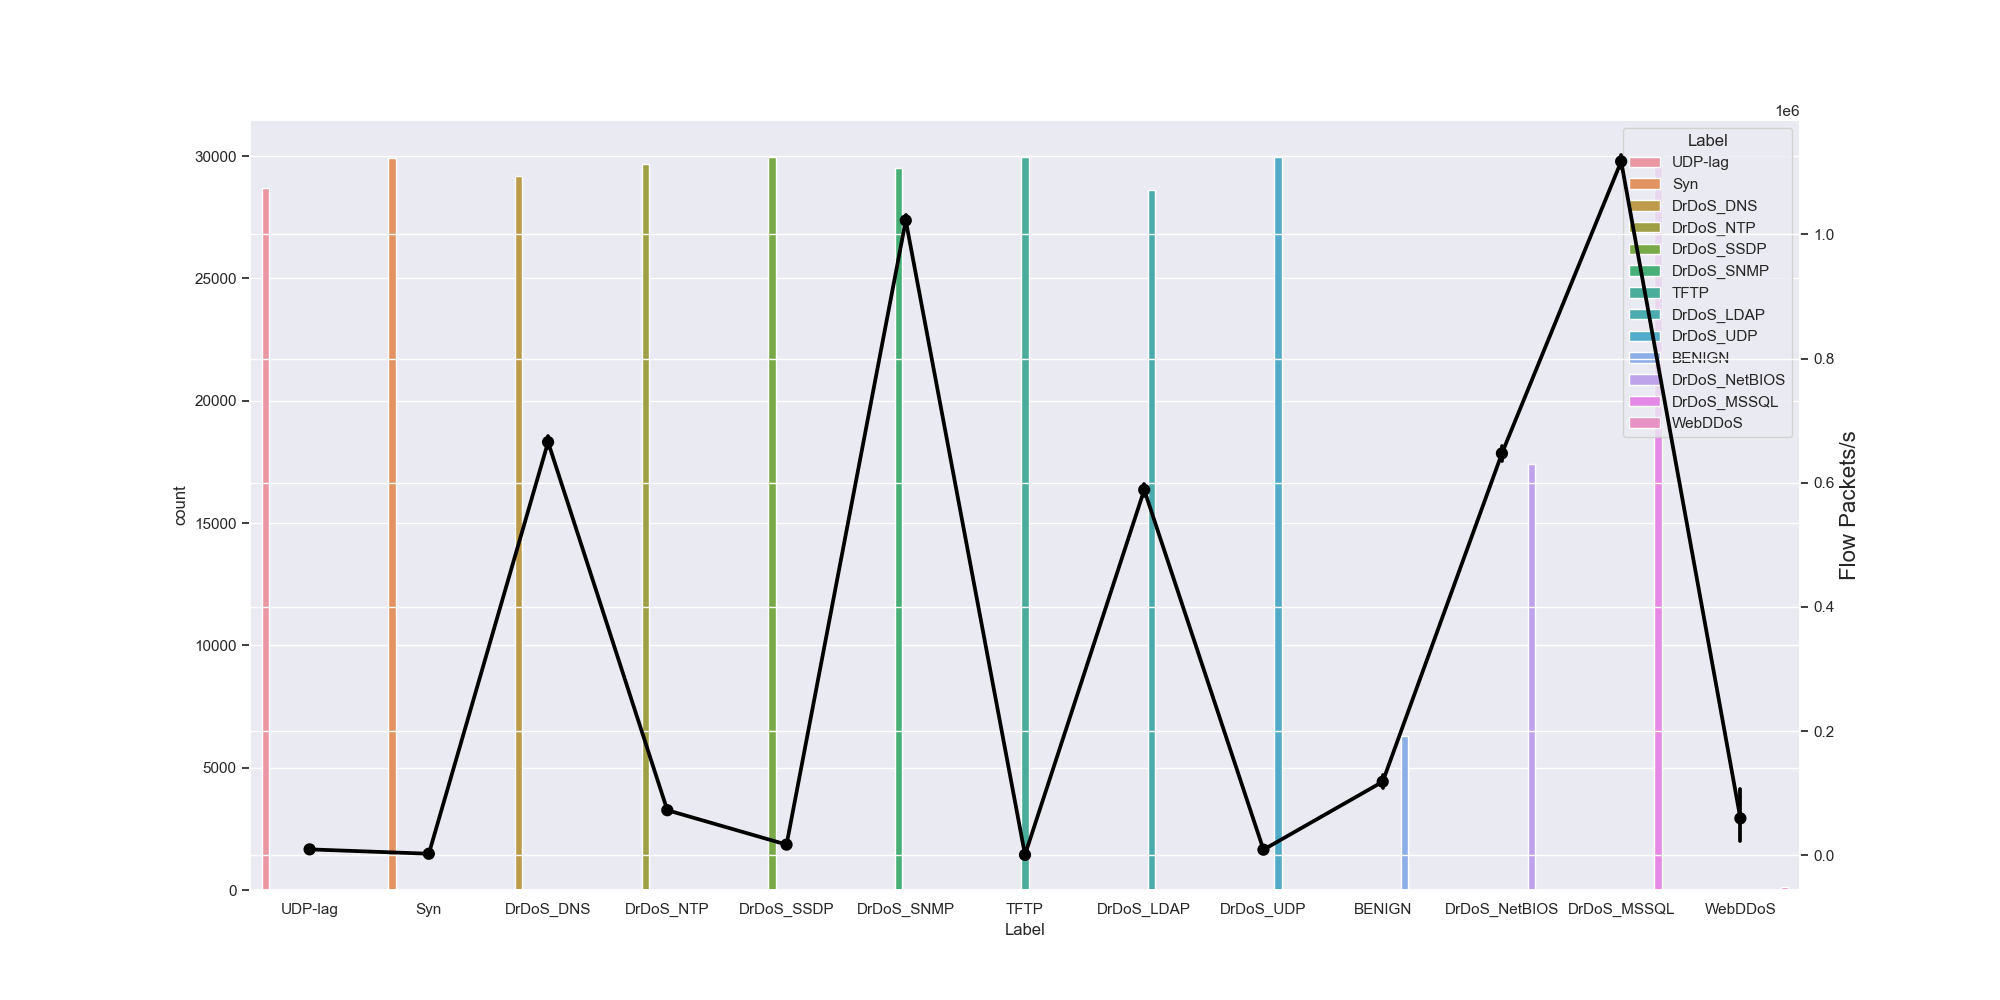 1e6
Label
UDP-lag
Syn
DrDoS_DNS
DrDoS_NTP
DrDoS_SSDP
DrDoS_SNMP
TFTP
DrDoS_LDAP
DrDoS_UDP
BENIGN
DrDoS_NetBIOS
DrDoS_MSSQL
WebDDoS
30000
25000
20000
15000
10000
5000
0
count
1.0
0.8
0.6
0.4
0.2
0.0
Flow Packets/s
UDP-lag Syn DrDoS_DNS DrDoS_NTP DrDoS_SSDP DrDoS_SNMP TFTP DrDoS_LDAP DrDoS_UDP BENIGN DrDoS_NetBIOS DrDoS_MSSQL WebDDoS
Label